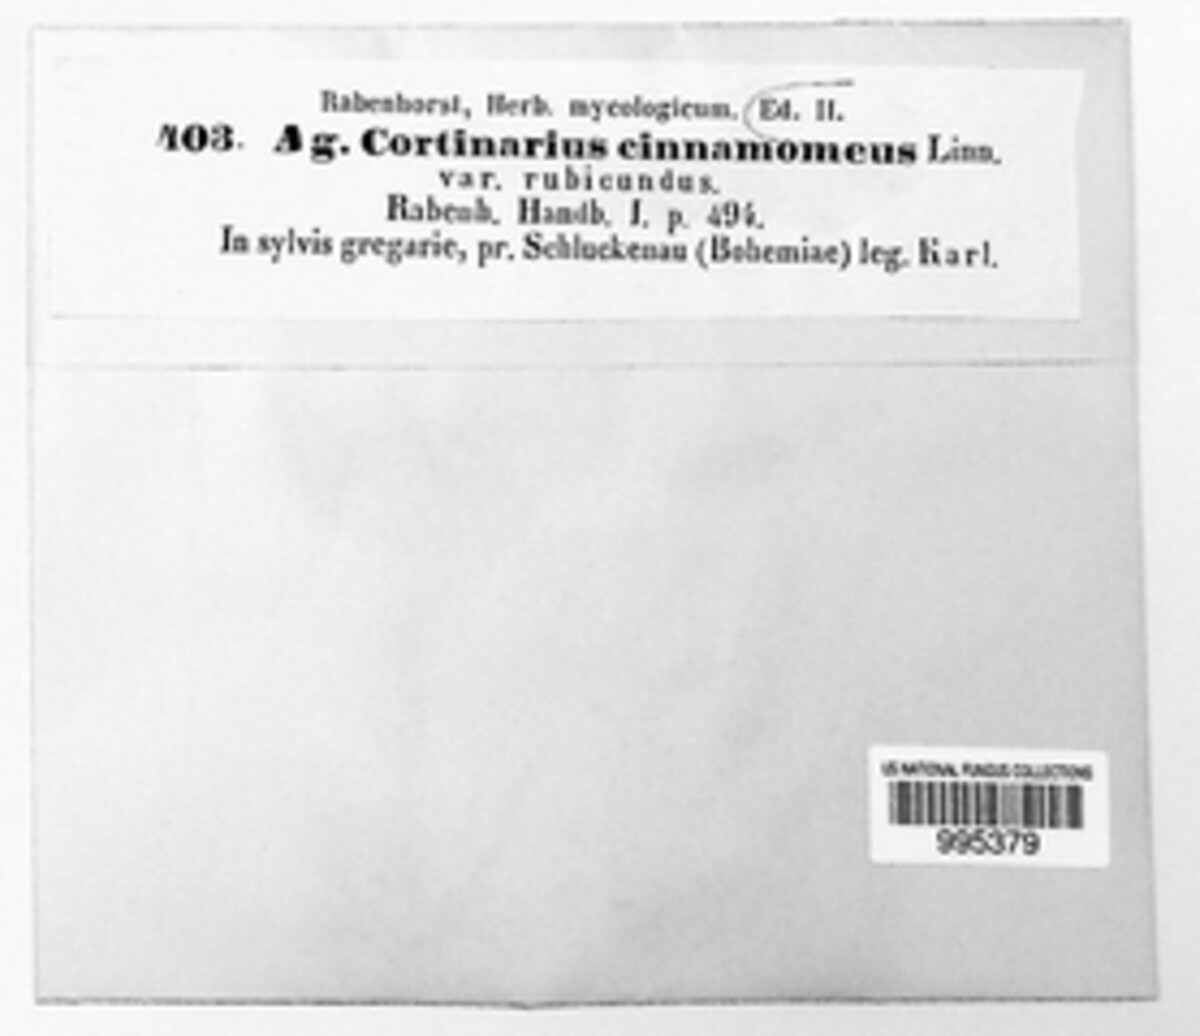 Rabenhorst, Herb. mycologicum. Ed. II.
103. Ag. Cortinarius cinnamomeus Linn.
var. rubicundus.
Rabenh. Handb. I. p. 494.
In sylvis gregarie, pr. Schluckenau (Bohemiae) leg. Karl.
US NATIONAL FUNGUS COLLECTIONS
995379